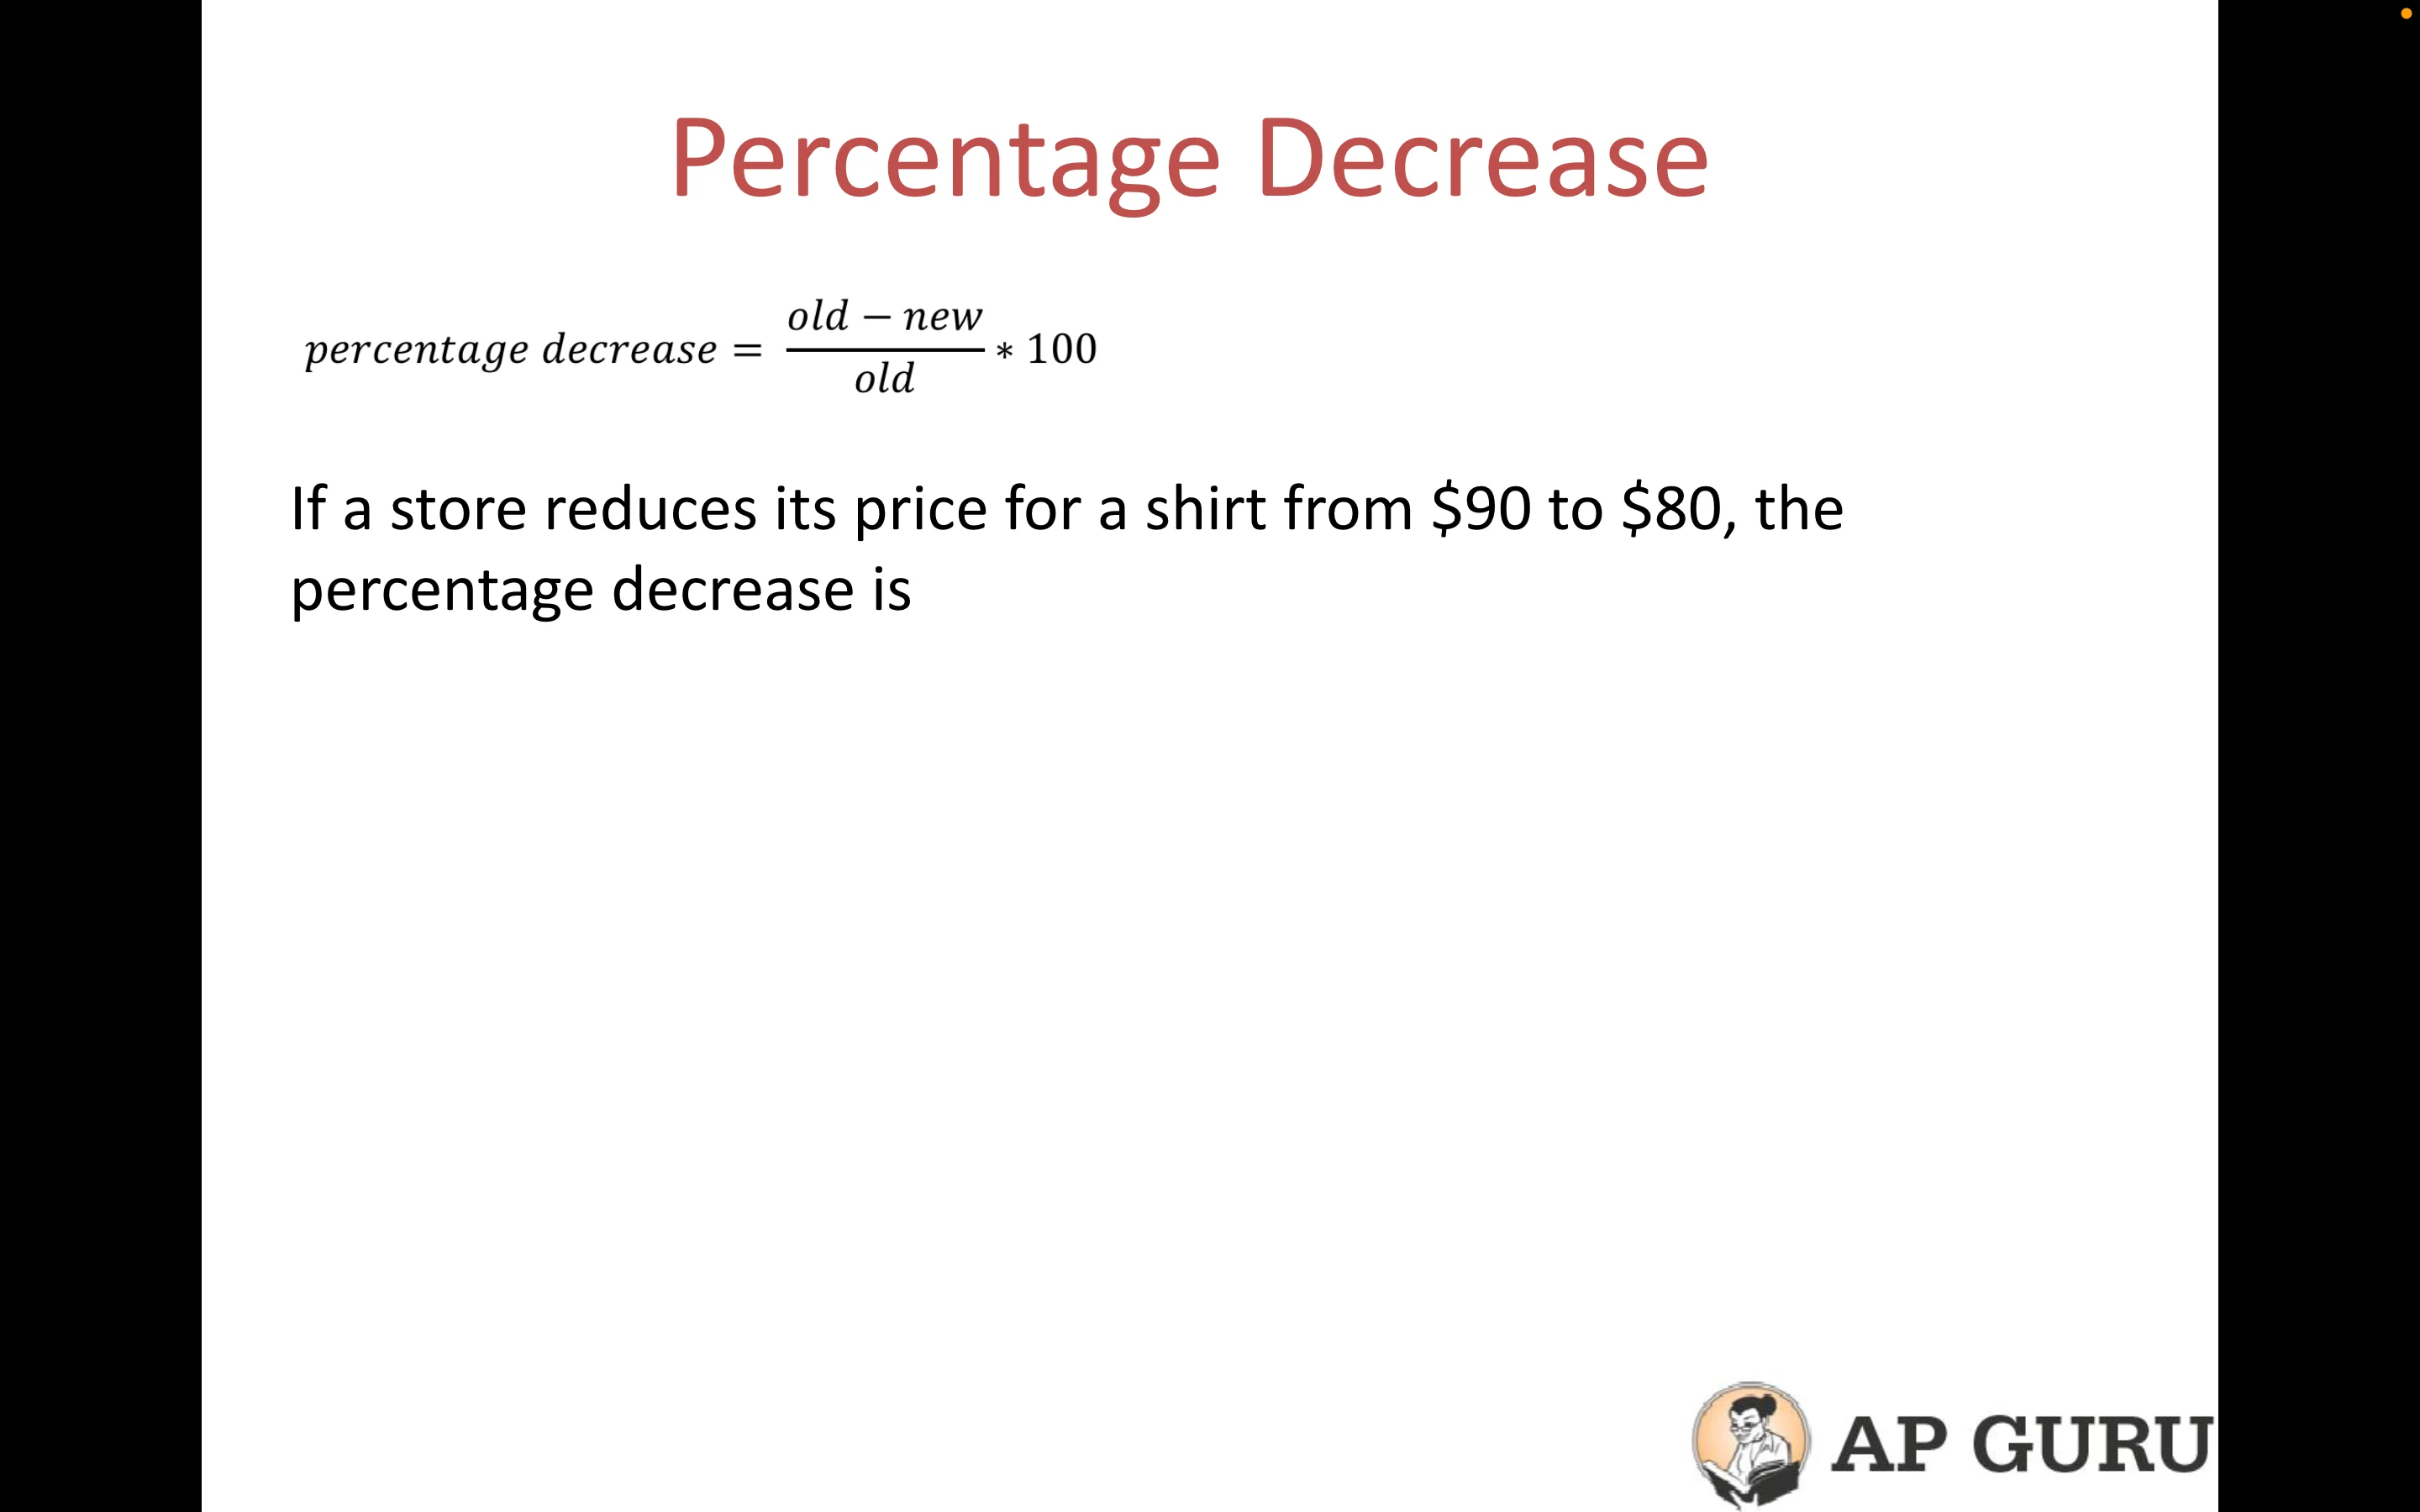 Percentage Decrease
percentage decrease = \frac{old − new}{old} * 100
If a store reduces its price for a shirt from $90 to $80, the
percentage decrease is
AP GURU